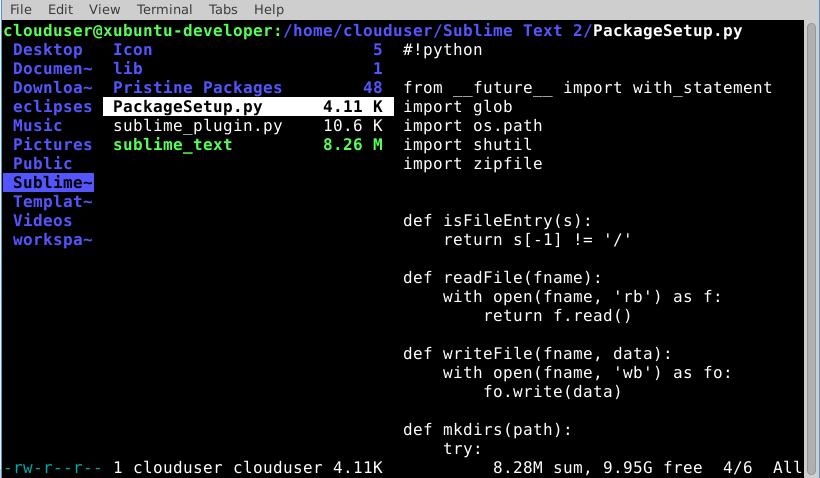 File Edit View Terminal Tabs Help
clouduser@xubuntu-developer:/home/clouduser/Sublime Text 2/PackageSetup.py
Desktop Icon 5 #!python
Documen~ lib 1
Downloa~ Pristine Packages 48 from __future__ import with_statement
eclipses PackageSetup.py 4.11 K import glob
Music sublime_plugin.py 10.6 K import os.path
Pictures sublime_text 8.26 M import shutil
Public import zipfile
Sublime~
Templat~
Videos def isFileEntry(s):
workspa~ return s[-1] != '/'
def readFile(fname):
with open(fname, 'rb') as f:
return f.read()
def writeFile(fname, data):
with open(fname, 'wb') as fo:
fo.write(data)
def mkdirs(path):
try:
-rw-r--r-- 1 clouduser clouduser 4.11K 8.28M sum, 9.95G free 4/6 All